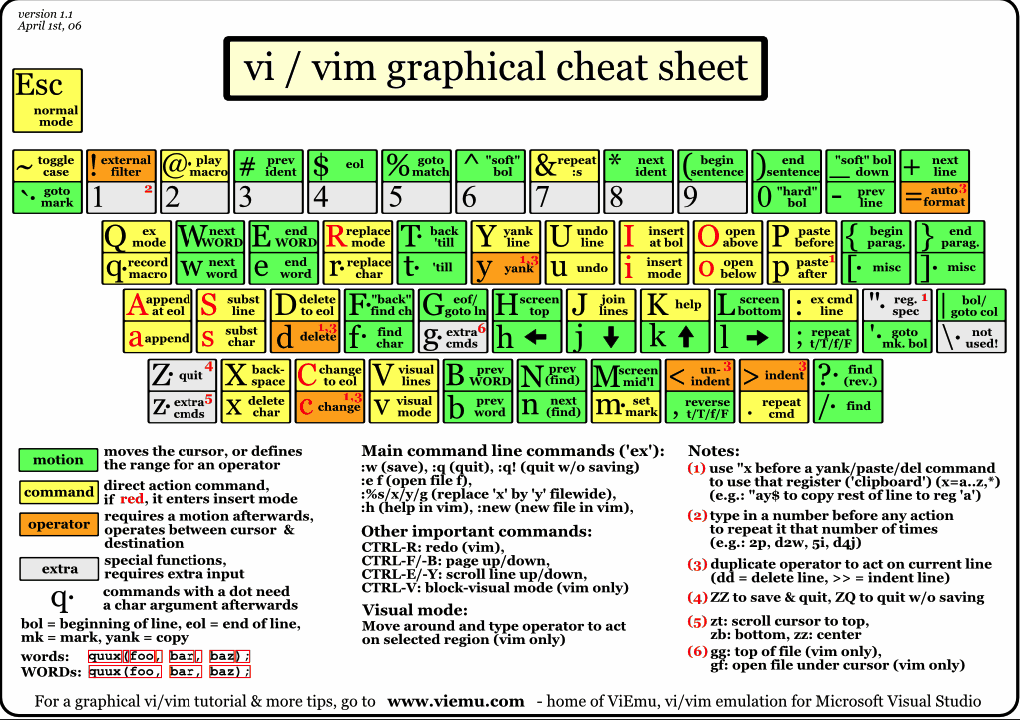 version 1.1
April 1st, 06
vi / vim graphical cheat sheet
Esc
normal
mode
~ toggle
case
`· goto
mark
! external
filter
1 2
@· play
macro
2
# prev
ident
3
$ eol
4
% goto
match
5
^ "soft"
bol
6
& repeat
:s
7
* next
ident
8
( begin
sentence
9
) end
sentence
0 "hard"
bol
_ "soft" bol
down
- prev
line
+ next
line
= auto 3
format
Q ex
mode
q· record
macro
W next
WORD
w next
word
E end
WORD
e end
word
R replace
mode
r· replace
char
T· back
'till
t· 'till
Y yank
line
y yank 1,3
U undo
line
u undo
I insert
at bol
i insert
mode
O open
above
o open
below
P paste
before
p paste 1
after
{ begin
parag.
[· misc
} end
parag.
]· misc
A append
at eol
a append
S subst
line
s subst
char
D delete
to eol
d delete 1,3
F· "back"
find ch
f· find
char
G eof/
goto ln
g· extra 6
cmds
H screen
top
h ←
J join
lines
j ↓
K help
k ↑
L screen
bottom
l →
: ex cmd
line
; repeat
t/T/f/F
"· reg. 1
spec
'· goto
mk. bol
| bol/
goto col
\· not
used!
Z· quit 4
z· extra 5
cmds
X back-
space
x delete
char
C change
to eol
c change 1,3
V visual
lines
v visual
mode
B prev
WORD
b prev
word
N prev
(find)
n next
(find)
M screen
mid'l
m· set
mark
< un- 3
indent
, reverse
t/T/f/F
> indent 3
. repeat
cmd
?· find
(rev.)
/· find
motion moves the cursor, or defines
the range for an operator
command direct action command,
if red, it enters insert mode
operator requires a motion afterwards,
operates between cursor &
destination
extra special functions,
requires extra input
q· commands with a dot need
a char argument afterwards
bol = beginning of line, eol = end of line,
mk = mark, yank = copy
words: quux(foo, bar, baz);
WORDs: quux(foo, bar, baz);
Main command line commands ('ex'):
:w (save), :q (quit), :q! (quit w/o saving)
:e f (open file f),
:%s/x/y/g (replace 'x' by 'y' filewide),
:h (help in vim), :new (new file in vim),
Other important commands:
CTRL-R: redo (vim),
CTRL-F/-B: page up/down,
CTRL-E/-Y: scroll line up/down,
CTRL-V: block-visual mode (vim only)
Visual mode:
Move around and type operator to act
on selected region (vim only)
Notes:
(1) use "x before a yank/paste/del command
to use that register ('clipboard') (x=a..z,*)
(e.g.: "ay$ to copy rest of line to reg 'a')
(2) type in a number before any action
to repeat it that number of times
(e.g.: 2p, d2w, 5i, d4j)
(3) duplicate operator to act on current line
(dd = delete line, >> = indent line)
(4) ZZ to save & quit, ZQ to quit w/o saving
(5) zt: scroll cursor to top,
zb: bottom, zz: center
(6) gg: top of file (vim only),
gf: open file under cursor (vim only)
For a graphical vi/vim tutorial & more tips, go to www.viemu.com - home of ViEmu, vi/vim emulation for Microsoft Visual Studio